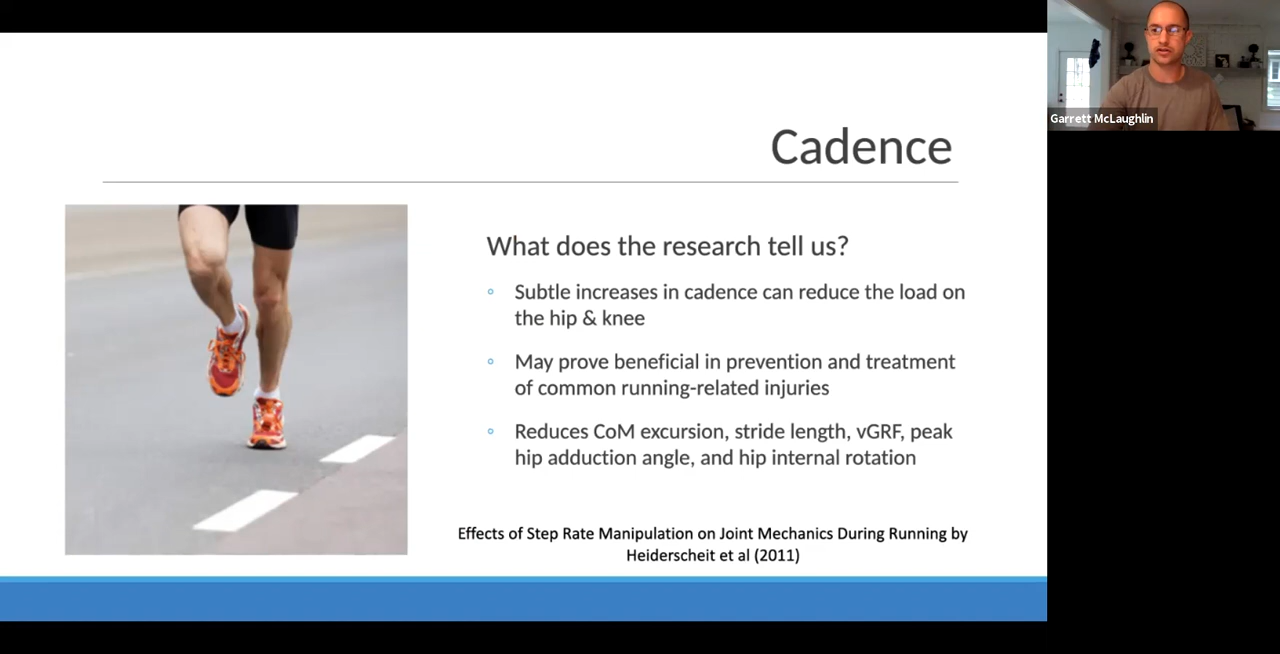 Cadence
What does the research tell us?
Subtle increases in cadence can reduce the load on
the hip & knee
May prove beneficial in prevention and treatment
of common running-related injuries
Reduces CoM excursion, stride length, vGRF, peak
hip adduction angle, and hip internal rotation
Effects of Step Rate Manipulation on Joint Mechanics During Running by
Heiderscheit et al (2011)
Garrett McLaughlin